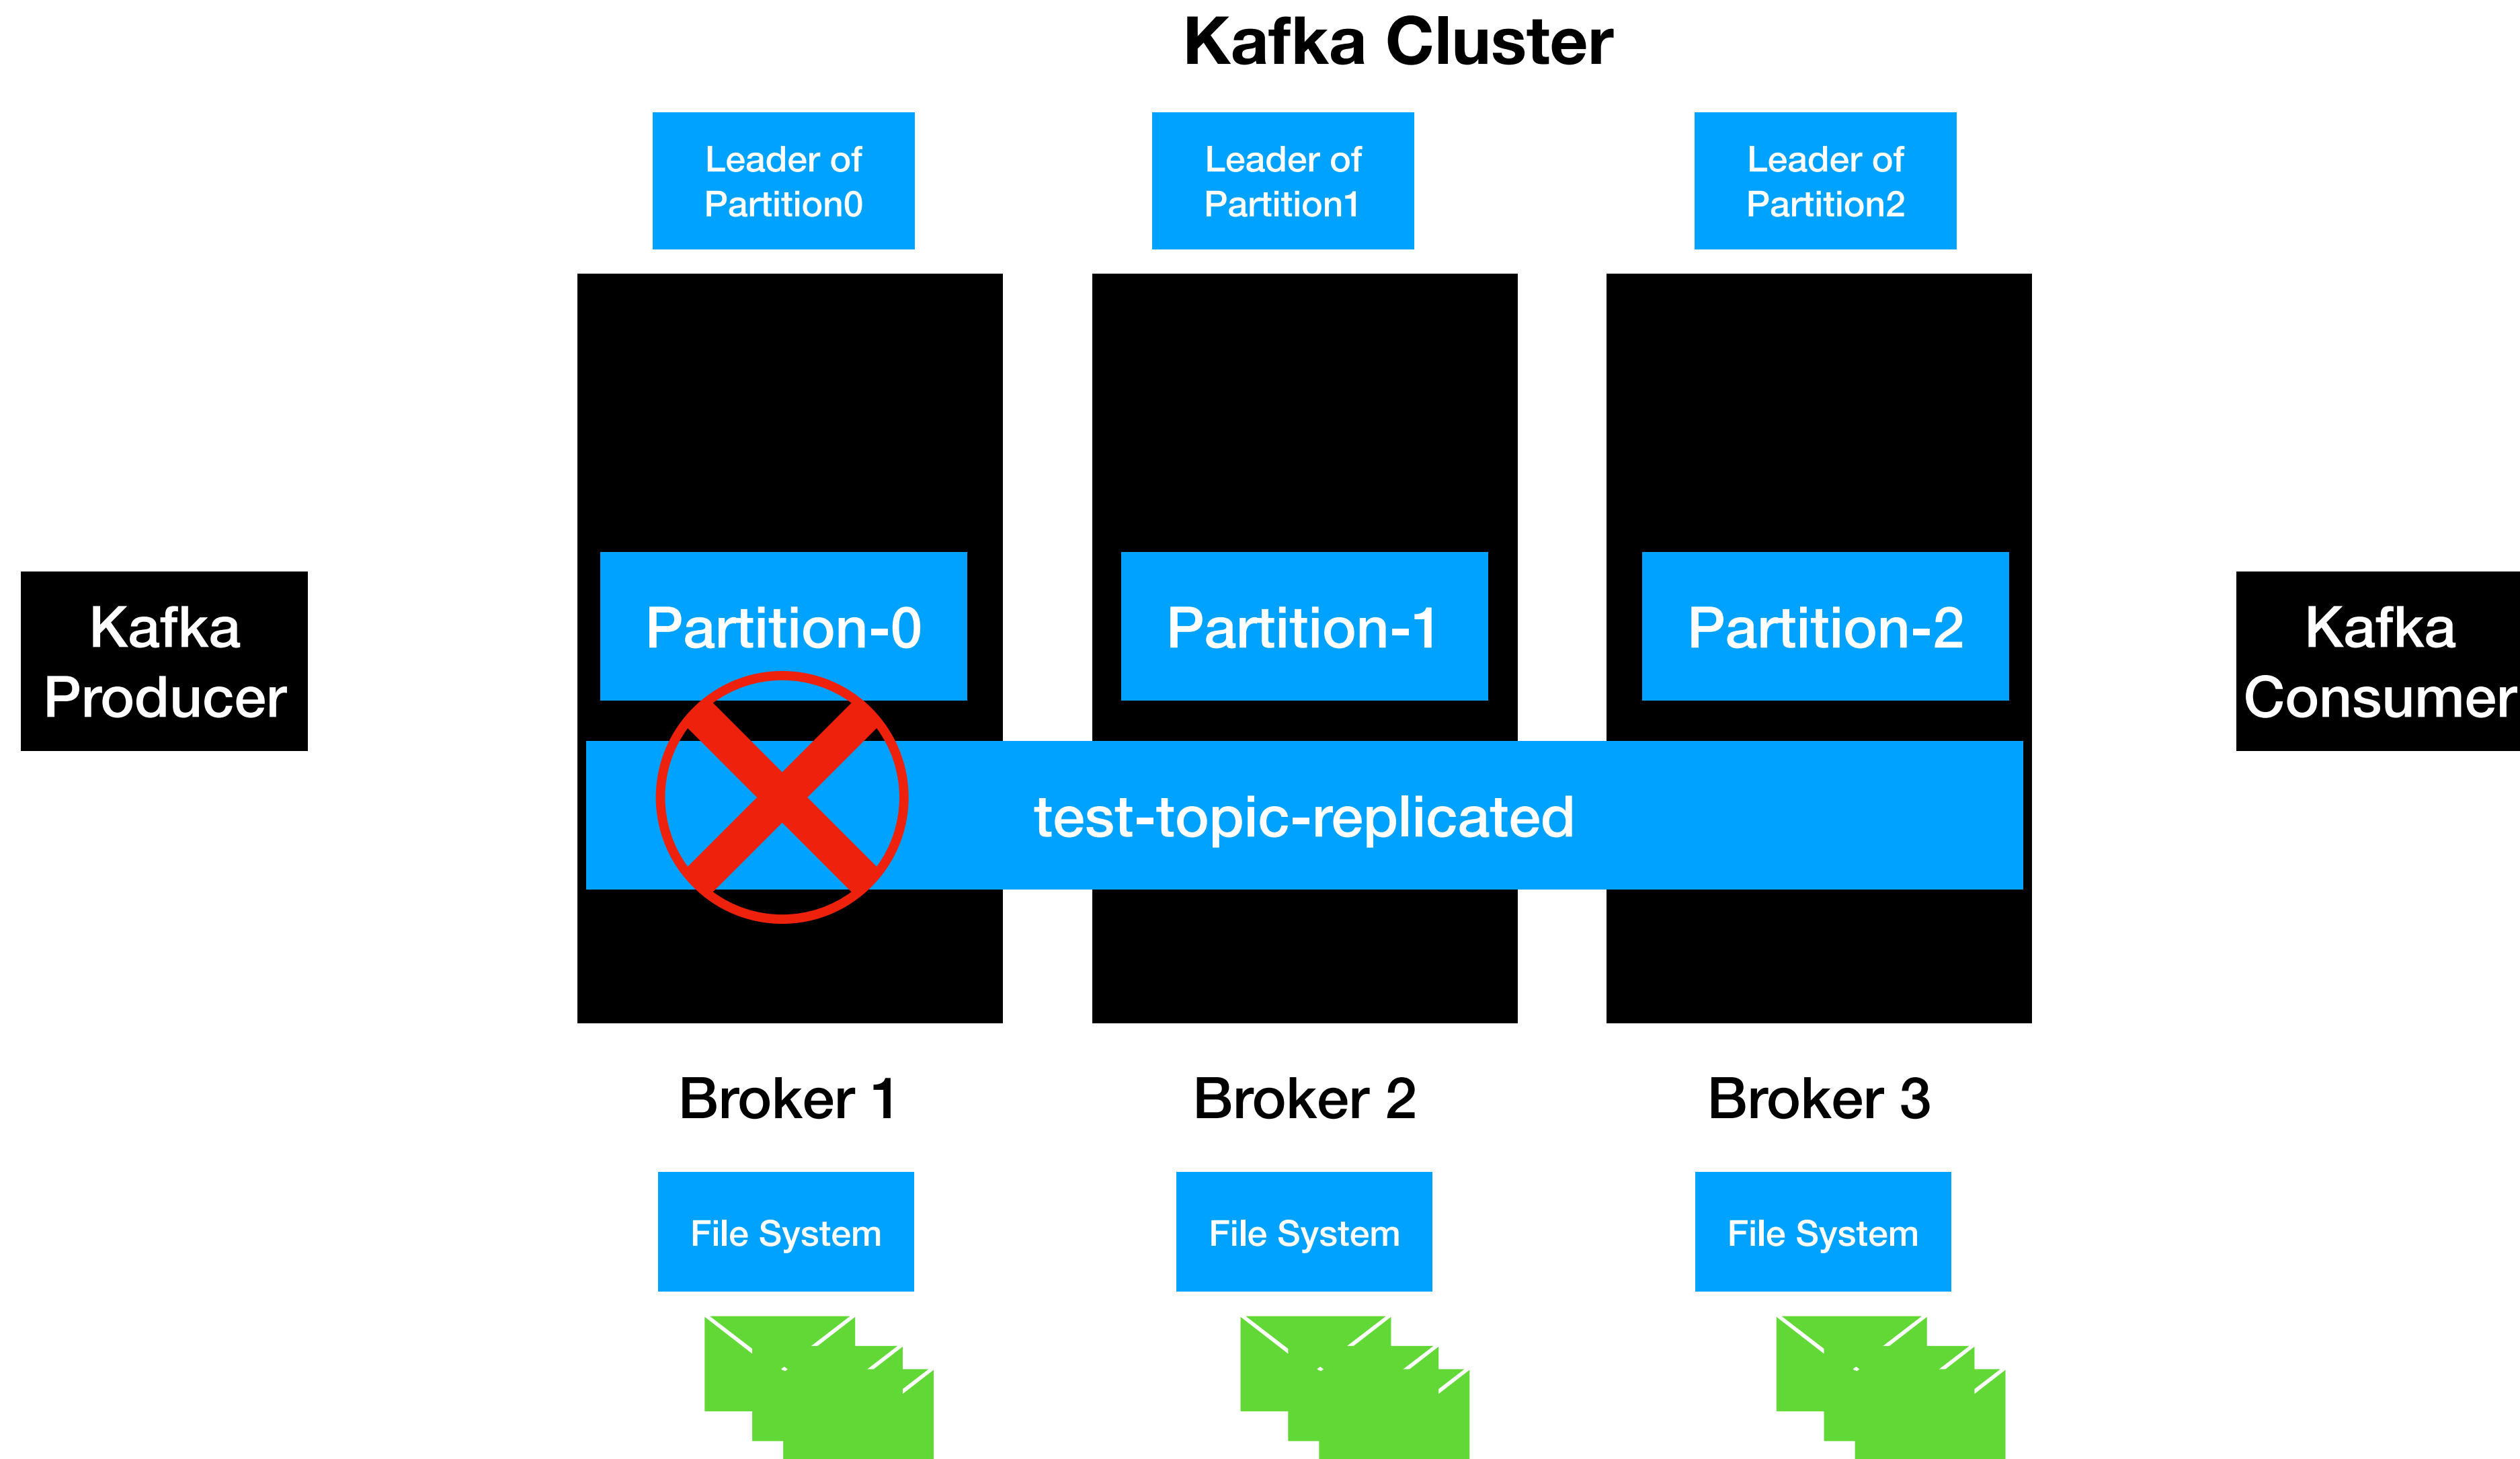 Kafka Cluster
Leader of
Partition0
Leader of
Partition1
Leader of
Partition2
Kafka
Producer
Partition-0
Partition-1
Partition-2
Kafka
Consumer
test-topic-replicated
Broker 1
Broker 2
Broker 3
File System
File System
File System